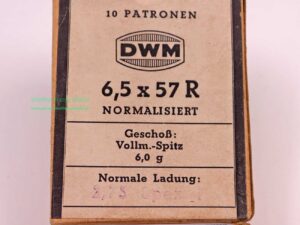 10 PATRONEN
DWM
6,5 x 57 R
NORMALISIERT
Geschoß:
Vollm.-Spitz
6,0 g
Normale Ladung: